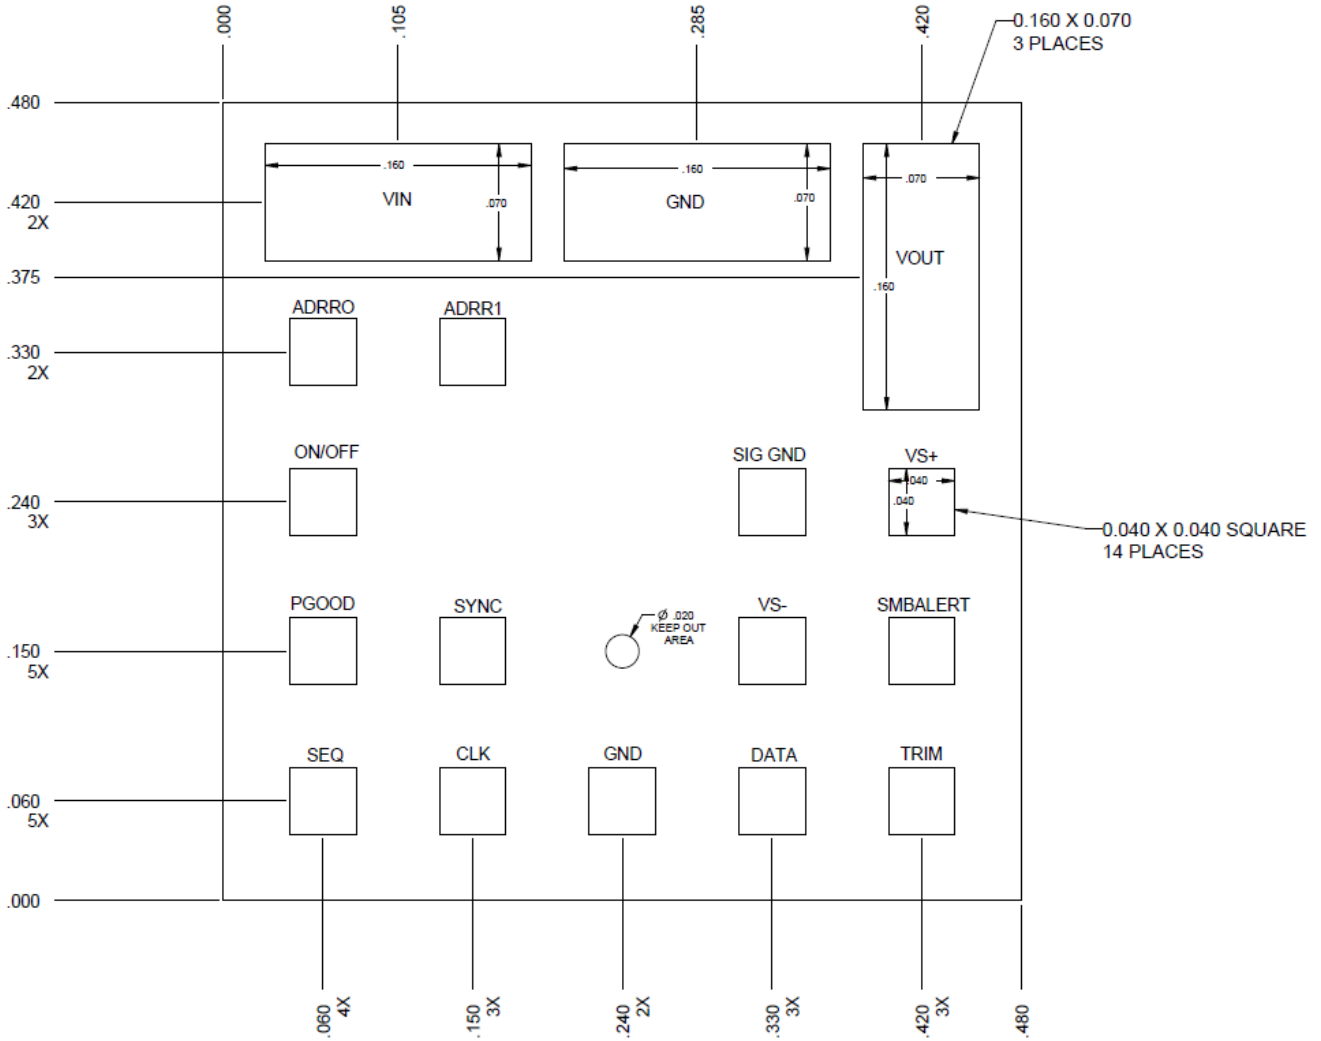 .000
.105
.285
.420
0.160 X 0.070
3 PLACES
.480
.160
.160
.070
VIN
.070
GND
.070
.420
2X
VOUT
.375
.160
ADRRO
ADRR1
.330
2X
ON/OFF
SIG GND
VS+
.040
.040
.240
3X
0.040 X 0.040 SQUARE
14 PLACES
PGOOD
SYNC
Ø .020
KEEP OUT
AREA
VS-
SMBALERT
.150
5X
SEQ
CLK
GND
DATA
TRIM
.060
5X
.000
.060 4X
.150 3X
.240 2X
.330 3X
.420 3X
.480